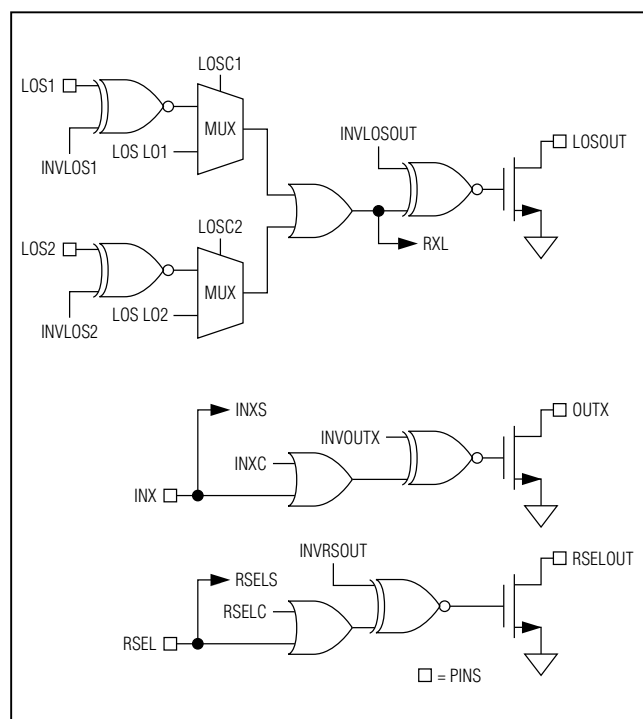 LOSC1
LOS1
MUX
INVLOS1
LOS LO1
INVLOSOUT
LOSOUT
RXL
LOSC2
LOS2
MUX
INVLOS2
LOS LO2
INXS
OUTX
INVOUTX
INXC
INX
INVRSOUT
RSELOUT
RSELS
RSELC
RSEL
= PINS